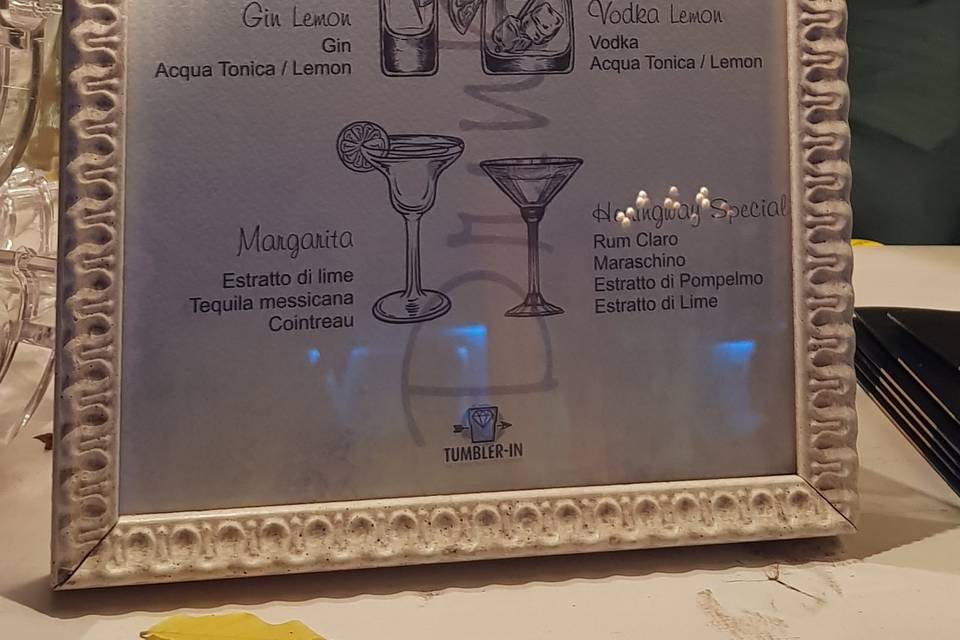 Gin Lemon
Gin
Acqua Tonica / Lemon
Vodka Lemon
Vodka
Acqua Tonica / Lemon
Margarita
Estratto di lime
Tequila messicana
Cointreau
Hemingway Special
Rum Claro
Maraschino
Estratto di Pompelmo
Estratto di Lime
TUMBLER-IN